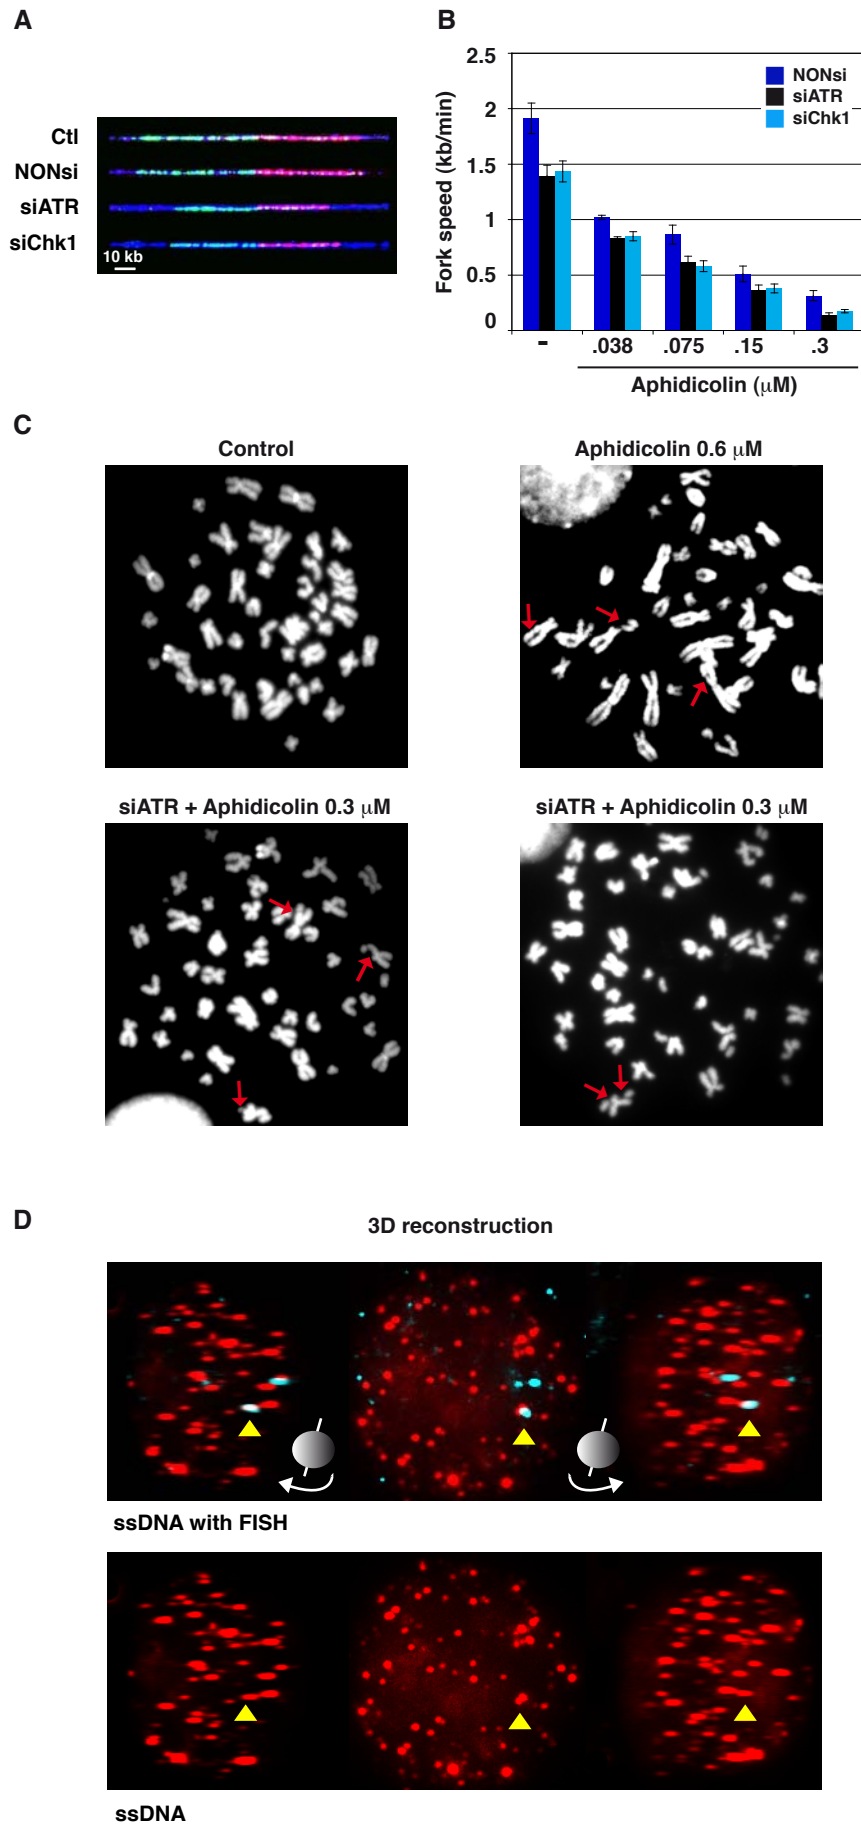 A
Ctl
NONsi
siATR
siChk1
10 kb
B
2.5
2
1.5
1
0.5
0
Fork speed (kb/min)
NONsi
siATR
siChk1
- .038 .075 .15 .3
Aphidicolin (μM)
C
Control
Aphidicolin 0.6 μM
siATR + Aphidicolin 0.3 μM
siATR + Aphidicolin 0.3 μM
D
3D reconstruction
ssDNA with FISH
ssDNA